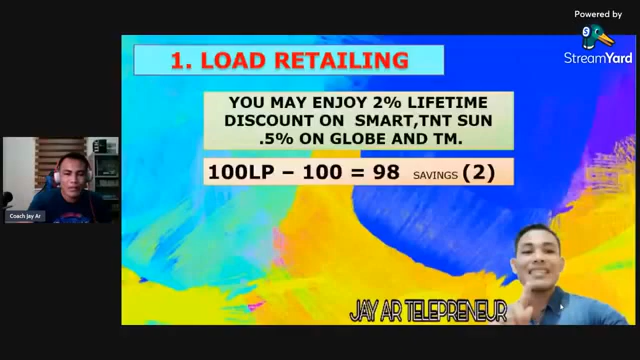 Powered by
StreamYard
1. LOAD RETAILING
YOU MAY ENJOY 2% LIFETIME
DISCOUNT ON SMART,TNT SUN
.5% ON GLOBE AND TM.
100LP – 100 = 98 SAVINGS (2)
Coach Jay Ar
JAY AR TELEPRENEUR